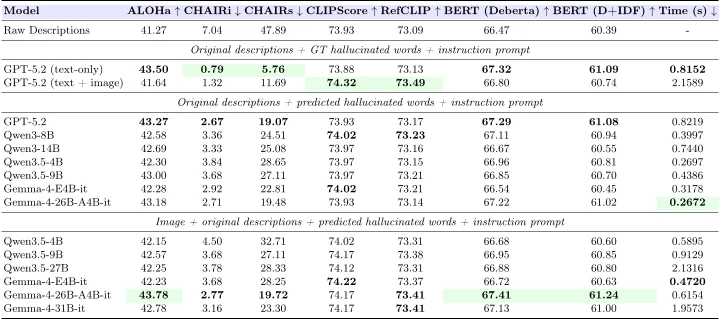 Model ALOHa ↑ CHAIRi ↓ CHAIRs ↓ CLIPScore ↑ RefCLIP ↑ BERT (Deberta) ↑ BERT (D+IDF) ↑ Time (s) ↓
Raw Descriptions 41.27 7.04 47.89 73.93 73.09 66.47 60.39 -
Original descriptions + GT hallucinated words + instruction prompt
GPT-5.2 (text-only) 43.50 0.79 5.76 73.88 73.13 67.32 61.09 0.8152
GPT-5.2 (text + image) 41.64 1.32 11.69 74.32 73.49 66.80 60.74 2.1589
Original descriptions + predicted hallucinated words + instruction prompt
GPT-5.2 43.27 2.67 19.07 73.93 73.17 67.29 61.08 0.8219
Qwen3-8B 42.58 3.36 24.51 74.02 73.23 67.11 60.94 0.3997
Qwen3-14B 42.69 3.33 25.08 73.97 73.16 66.67 60.55 0.7440
Qwen3.5-4B 42.30 3.84 28.65 73.97 73.15 66.96 60.81 0.2697
Qwen3.5-9B 43.00 3.68 27.11 73.97 73.21 66.85 60.70 0.4386
Gemma-4-E4B-it 42.28 2.92 22.81 74.02 73.21 66.54 60.45 0.3178
Gemma-4-26B-A4B-it 43.18 2.71 19.48 73.93 73.14 67.22 61.02 0.2672
Image + original descriptions + predicted hallucinated words + instruction prompt
Qwen3.5-4B 42.15 4.50 32.71 74.02 73.31 66.68 60.60 0.5895
Qwen3.5-9B 42.57 3.68 27.11 74.17 73.38 66.95 60.85 0.9129
Qwen3.5-27B 42.25 3.78 28.33 74.12 73.31 66.88 60.80 2.1316
Gemma-4-E4B-it 42.23 3.68 28.25 74.22 73.37 66.72 60.63 0.4720
Gemma-4-26B-A4B-it 43.78 2.77 19.72 74.17 73.41 67.41 61.24 0.6154
Gemma-4-31B-it 42.78 3.16 23.30 74.17 73.41 67.13 61.00 1.9573